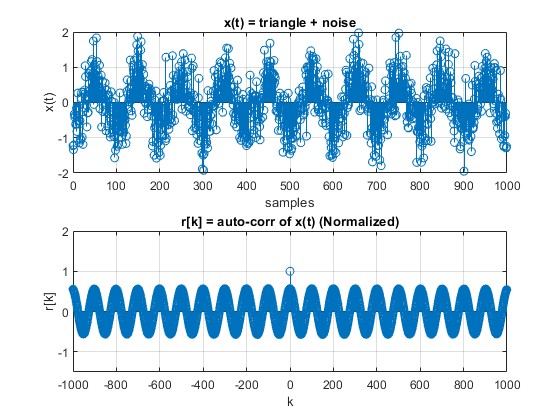 x(t) = triangle + noise
2
1
0
-1
-2
x(t)
0 100 200 300 400 500 600 700 800 900 1000
samples
r[k] = auto-corr of x(t) (Normalized)
2
1
0
-1
r[k]
-1000 -800 -600 -400 -200 0 200 400 600 800 1000
k